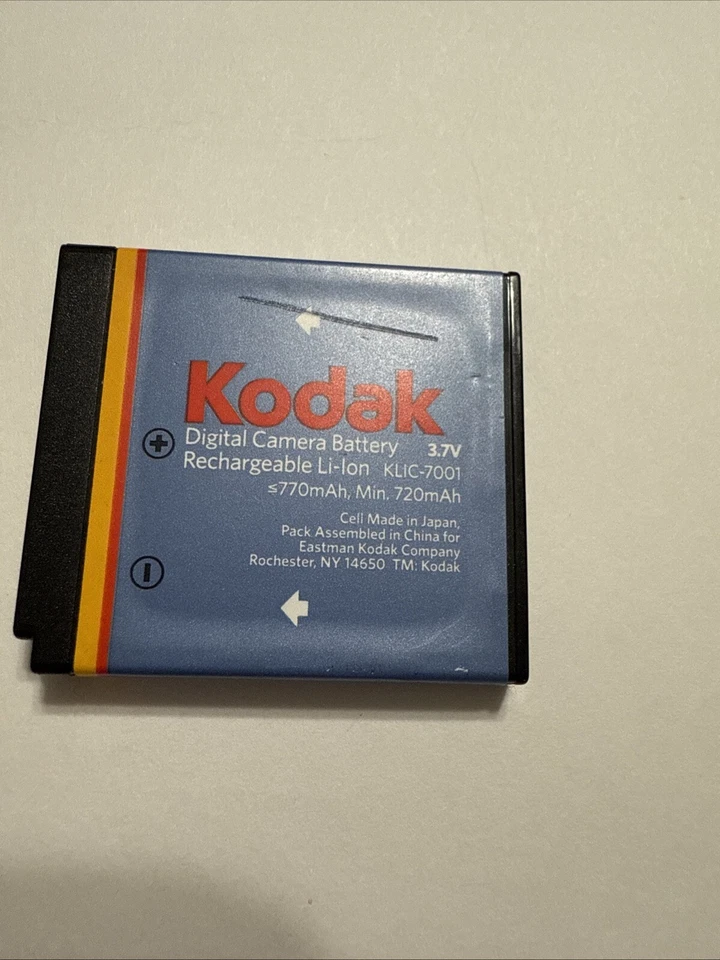 Kodak
Digital Camera Battery 3.7V
Rechargeable Li-Ion KLIC-7001
≤770mAh, Min. 720mAh
Cell Made in Japan,
Pack Assembled in China for
Eastman Kodak Company
Rochester, NY 14650 TM: Kodak